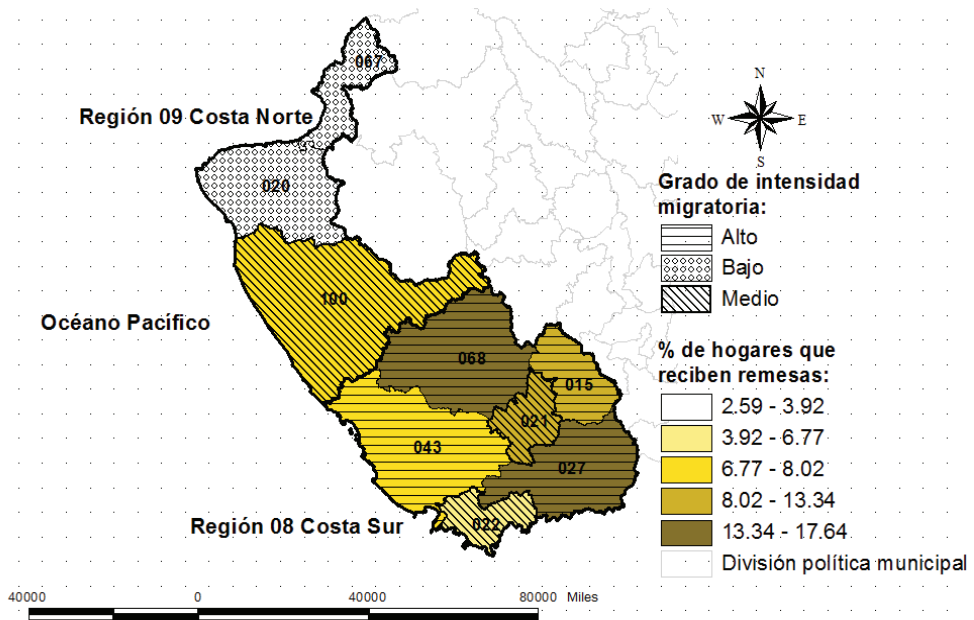 067
N
W E
S
Región 09 Costa Norte
020
Grado de intensidad
migratoria:
Alto
Bajo
Medio
100
Océano Pacífico
068
015
021
043
027
022
Región 08 Costa Sur
% de hogares que
reciben remesas:
2.59 - 3.92
3.92 - 6.77
6.77 - 8.02
8.02 - 13.34
13.34 - 17.64
División política municipal
40000 0 40000 80000 Miles